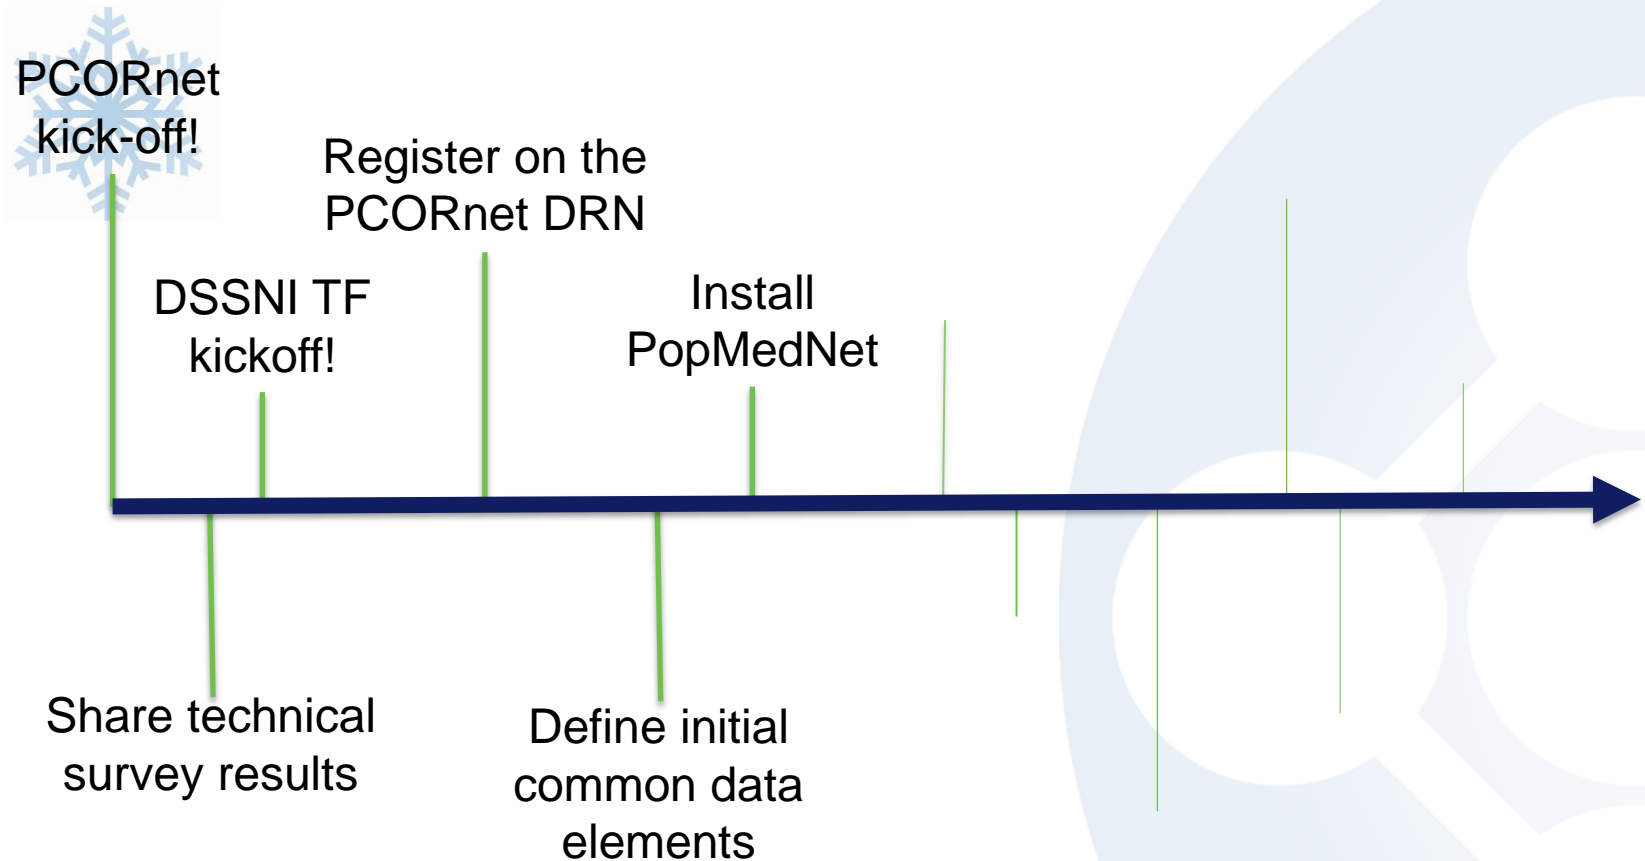 PCORnet
kick-off!
Register on the
PCORnet DRN
DSSNI TF
kickoff!
Install
PopMedNet
Share technical
survey results
Define initial
common data
elements